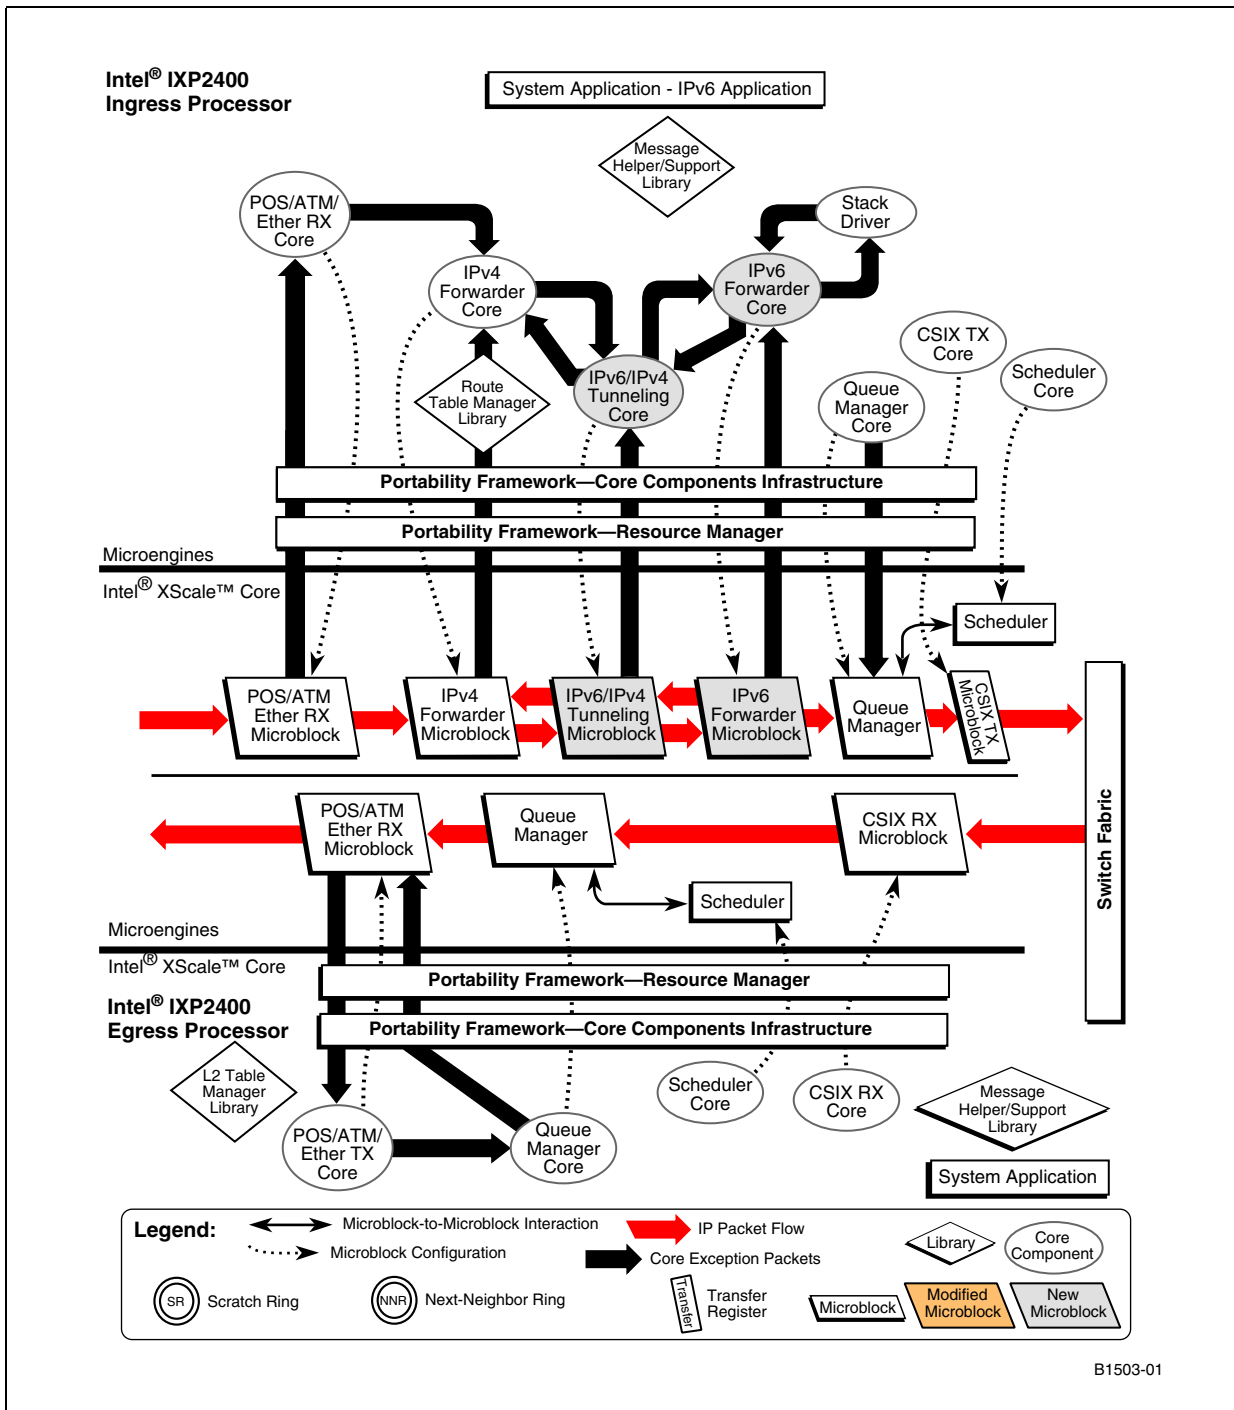 Intel® IXP2400
Ingress Processor
System Application - IPv6 Application
Message
Helper/Support
Library
POS/ATM/
Ether RX
Core
Stack
Driver
IPv4
Forwarder
Core
IPv6
Forwarder
Core
CSIX TX
Core
Scheduler
Core
Route
Table Manager
Library
IPv6/IPv4
Tunneling
Core
Queue
Manager
Core
Portability Framework—Core Components Infrastructure
Portability Framework—Resource Manager
Microengines
Intel® XScale™ Core
Scheduler
POS/ATM
Ether RX
Microblock
IPv4
Forwarder
Microblock
IPv6/IPv4
Tunneling
Microblock
IPv6
Forwarder
Microblock
Queue
Manager
CSIX TX
Microblock
Switch Fabric
POS/ATM
Ether RX
Microblock
Queue
Manager
CSIX RX
Microblock
Scheduler
Microengines
Intel® XScale™ Core
Portability Framework—Resource Manager
Intel® IXP2400
Egress Processor
Portability Framework—Core Components Infrastructure
L2 Table
Manager
Library
Scheduler
Core
CSIX RX
Core
Message
Helper/Support
Library
POS/ATM/
Ether TX
Core
Queue
Manager
Core
System Application
Legend:
Microblock-to-Microblock Interaction
IP Packet Flow
Microblock Configuration
Core Exception Packets
Library
Core
Component
SR
Scratch Ring
NNR
Next-Neighbor Ring
Transfer
Transfer
Register
Microblock
Modified
Microblock
New
Microblock
B1503-01